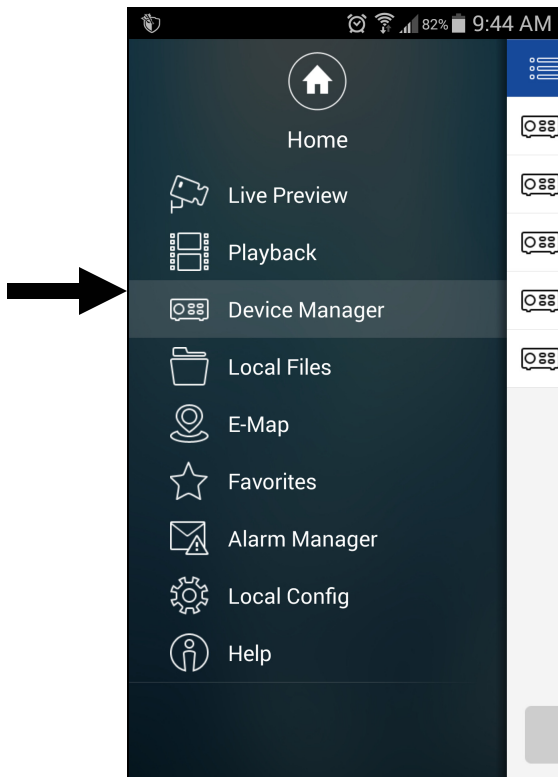 82% 9:44 AM
Home
Live Preview
Playback
Device Manager
Local Files
E-Map
Favorites
Alarm Manager
Local Config
Help